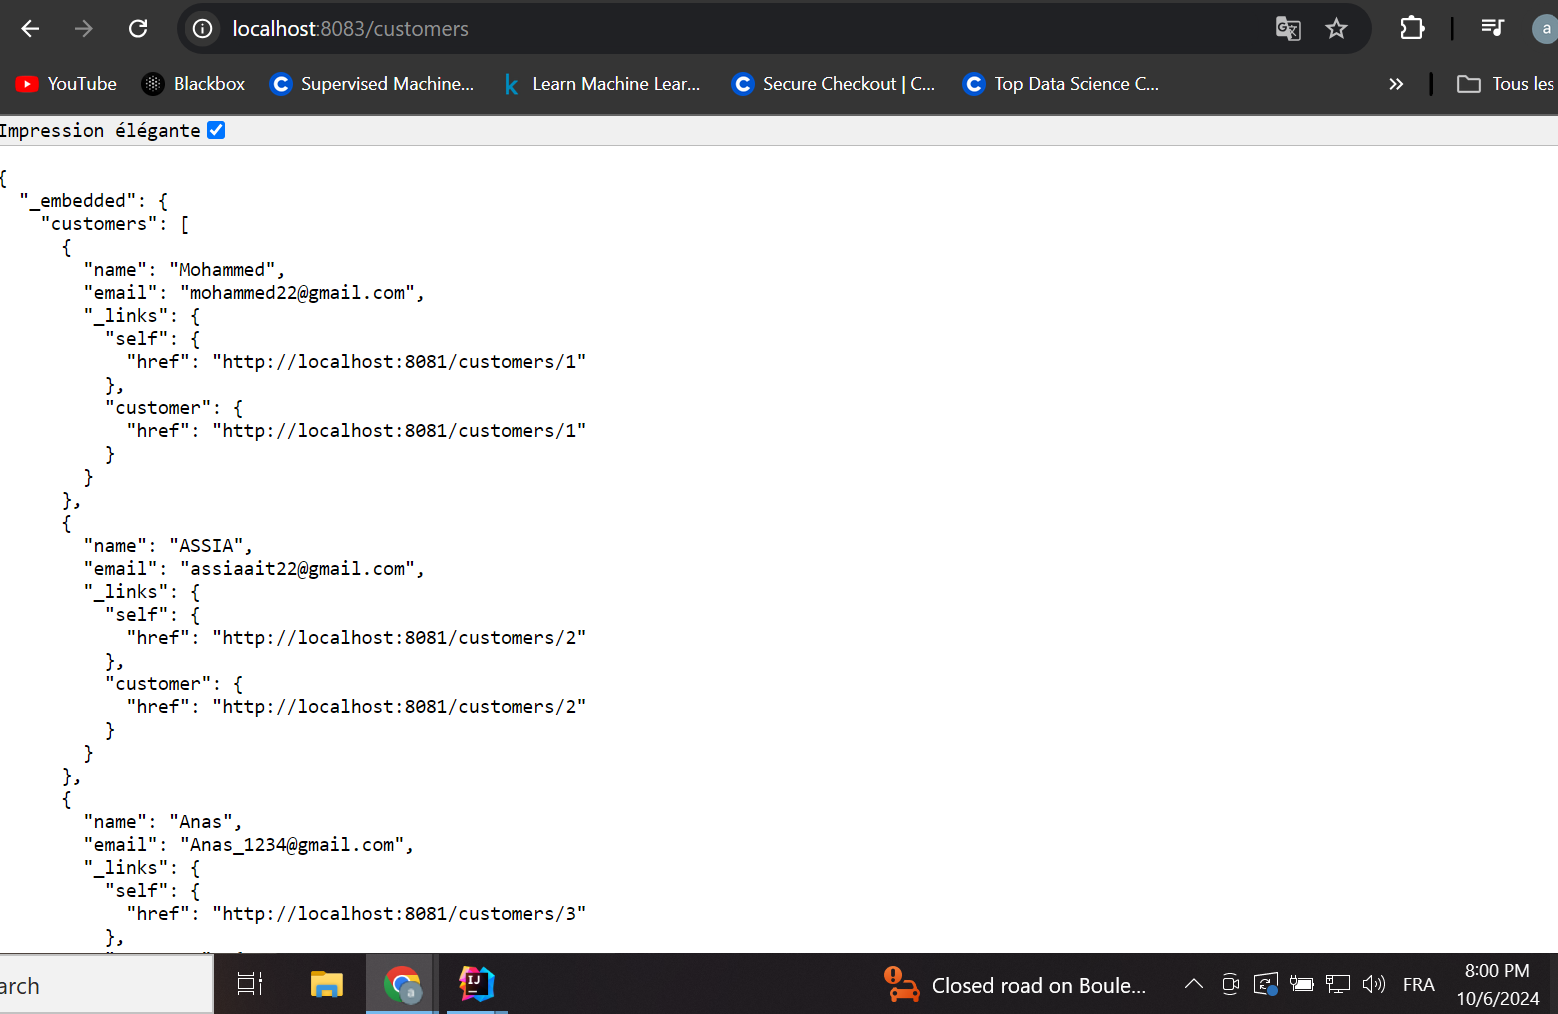 localhost:8083/customers
a
YouTube Blackbox Supervised Machine... Learn Machine Lear... Secure Checkout | C... Top Data Science C... Tous les
Impression élégante
{
"_embedded": {
"customers": [
{
"name": "Mohammed",
"email": "mohammed22@gmail.com",
"_links": {
"self": {
"href": "http://localhost:8081/customers/1"
},
"customer": {
"href": "http://localhost:8081/customers/1"
}
}
},
{
"name": "ASSIA",
"email": "assiaait22@gmail.com",
"_links": {
"self": {
"href": "http://localhost:8081/customers/2"
},
"customer": {
"href": "http://localhost:8081/customers/2"
}
}
},
{
"name": "Anas",
"email": "Anas_1234@gmail.com",
"_links": {
"self": {
"href": "http://localhost:8081/customers/3"
},
arch
a
IJ
Closed road on Boule...
FRA
8:00 PM
10/6/2024